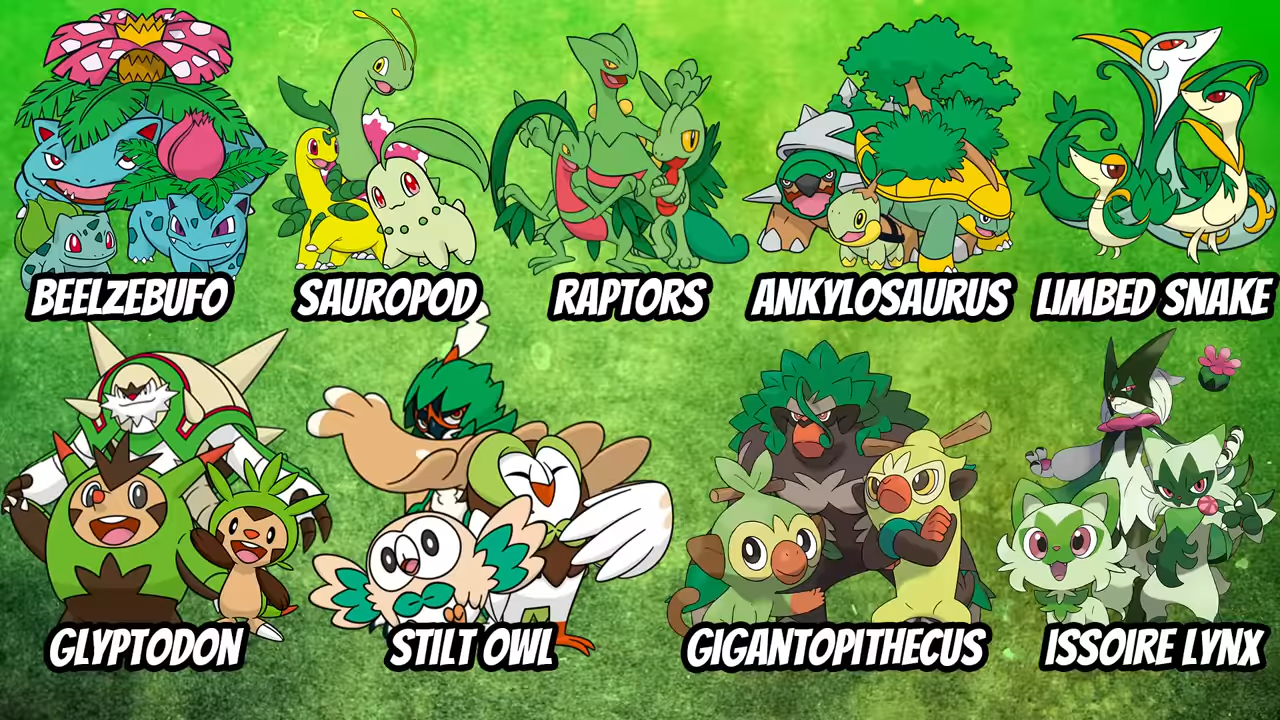 BEELZEBUFO
SAUROPOD
RAPTORS
ANKYLOSAURUS
LIMBED SNAKE
GLYPTODON
STILT OWL
GIGANTOPITHECUS
ISSOIRE LYNX